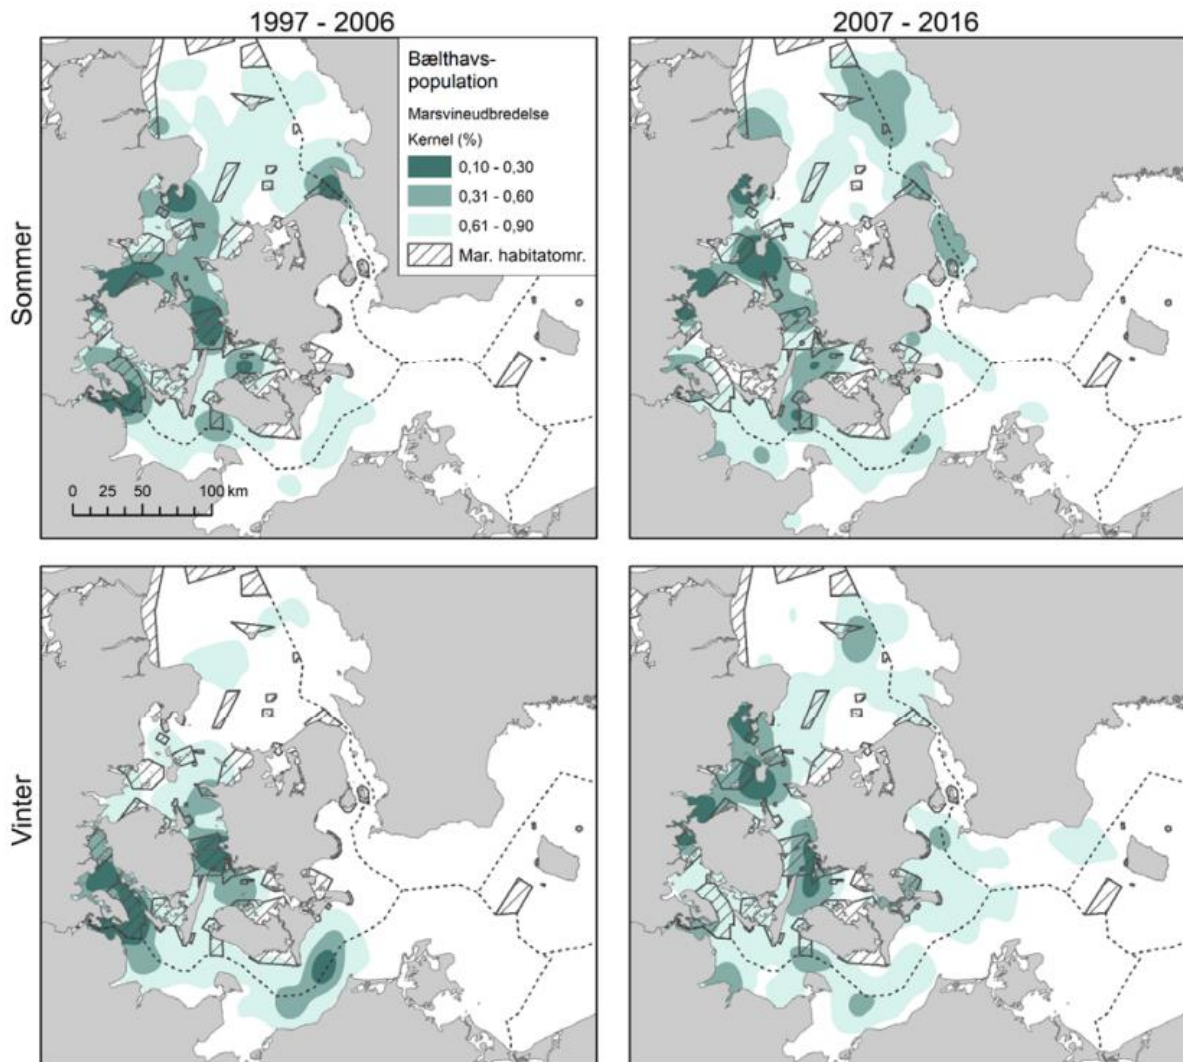 1997 - 2006
2007 - 2016
Bælthavs-
population
Marsvineudbredelse
Kernel (%)
0,10 - 0,30
0,31 - 0,60
0,61 - 0,90
Mar. habitatomr.
Sommer
0 25 50 100 km
Vinter